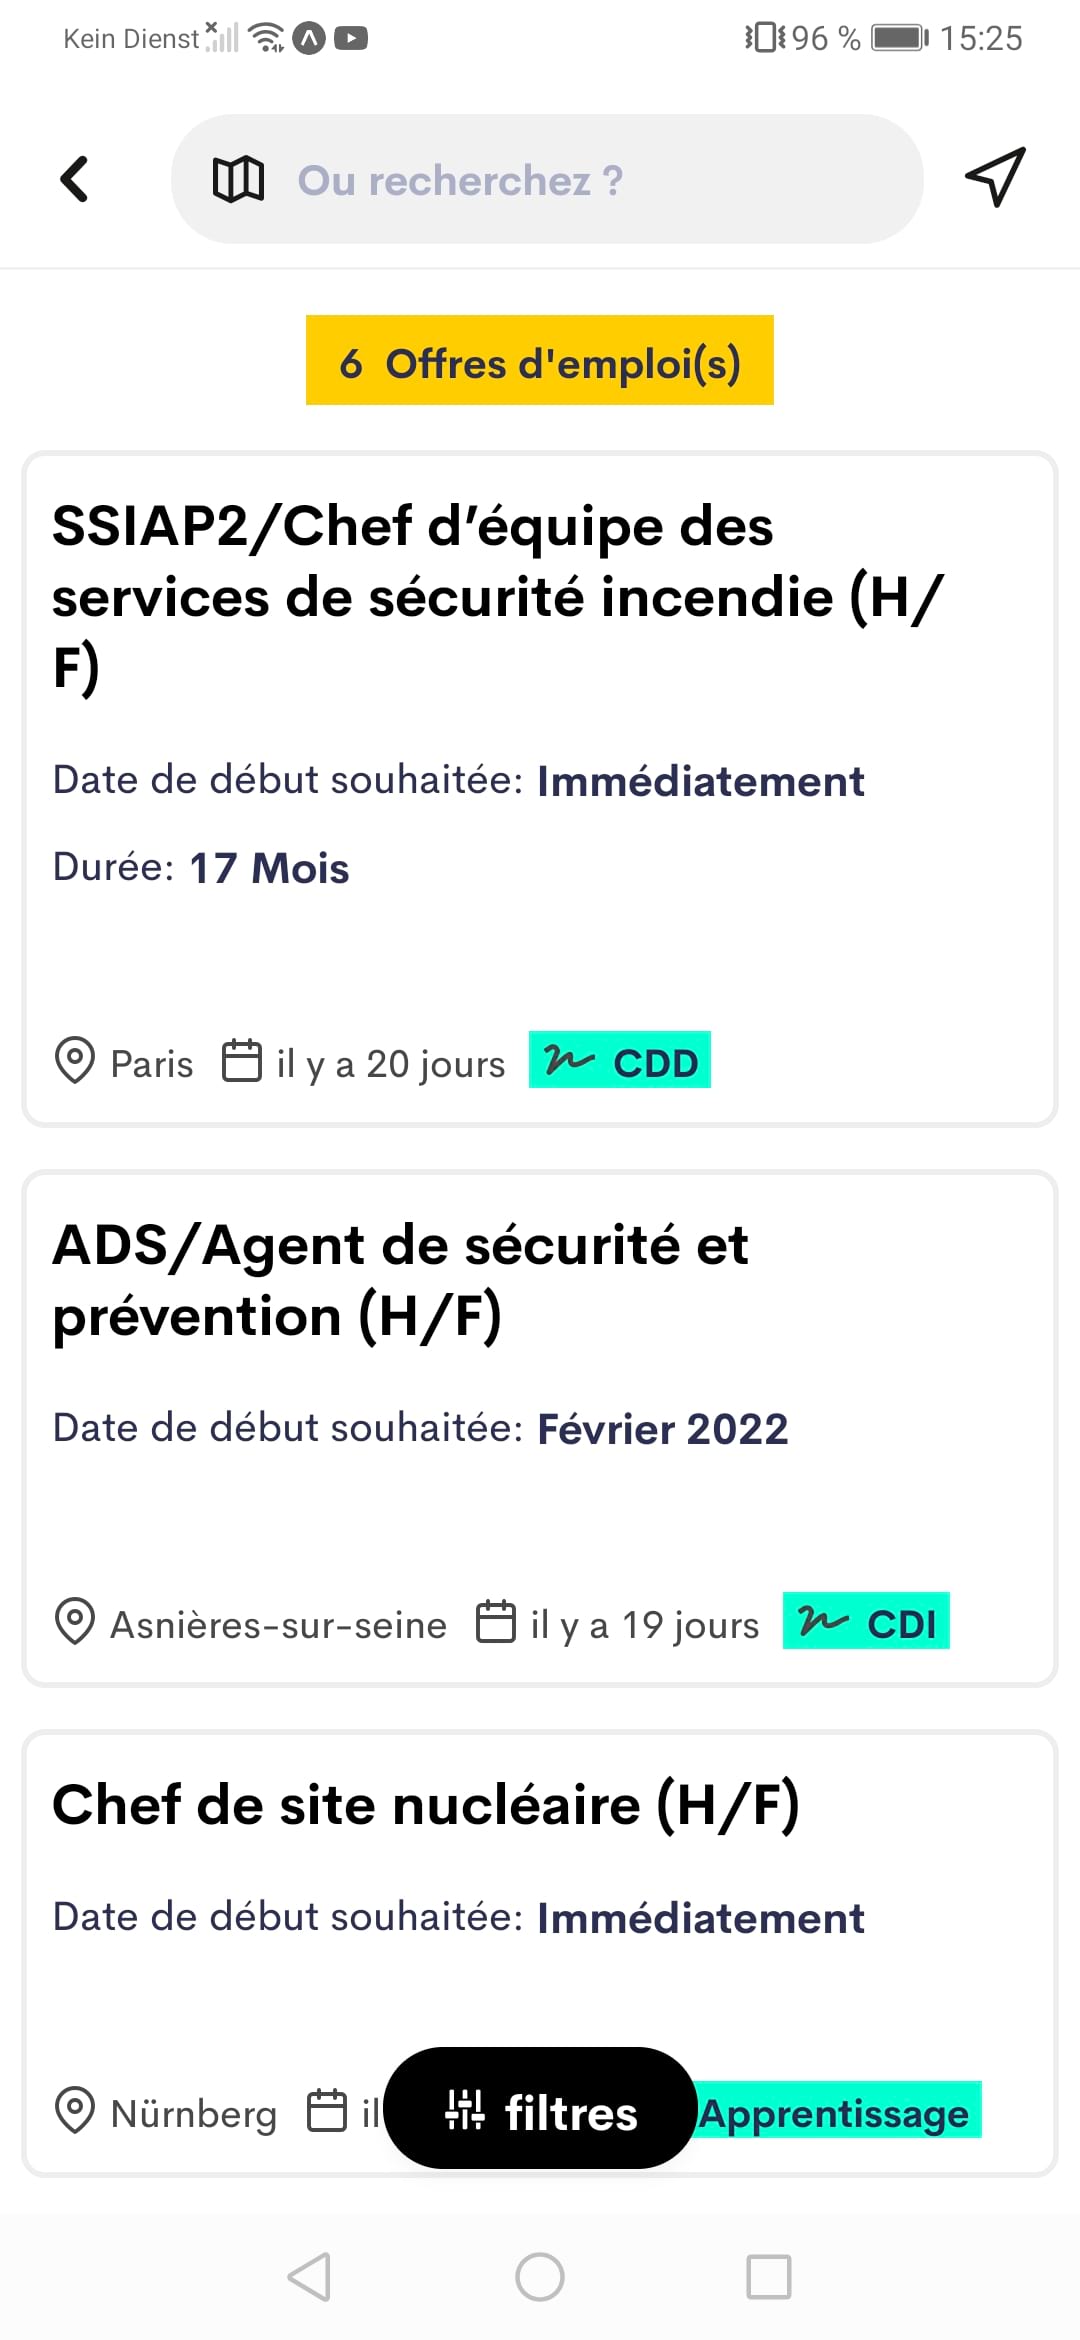 Kein Dienst 96 % 15:25
Ou recherchez ?
6 Offres d'emploi(s)
SSIAP2/Chef d’équipe des
services de sécurité incendie (H/
F)
Date de début souhaitée: Immédiatement
Durée: 17 Mois
Paris il y a 20 jours CDD
ADS/Agent de sécurité et
prévention (H/F)
Date de début souhaitée: Février 2022
Asnières-sur-seine il y a 19 jours CDI
Chef de site nucléaire (H/F)
Date de début souhaitée: Immédiatement
Nürnberg il filtres Apprentissage